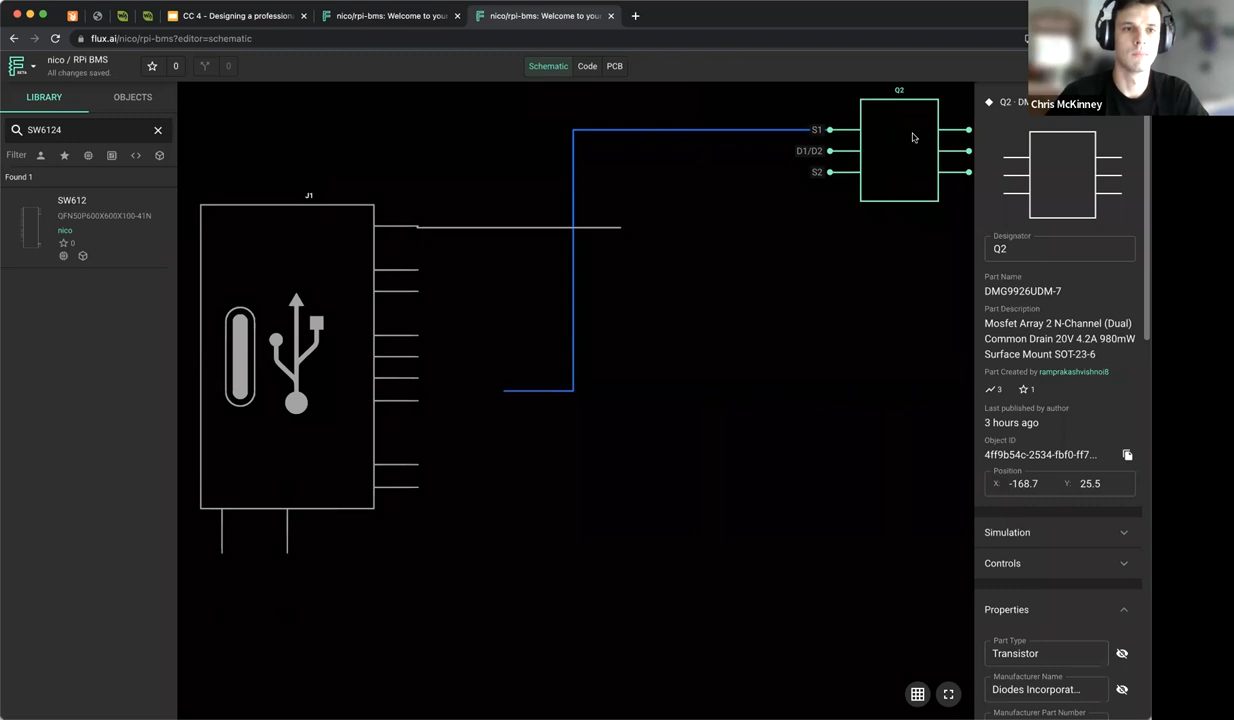 CC 4 - Designing a profession
nico/rpi-bms: Welcome to you
nico/rpi-bms: Welcome to you
flux.ai/nico/rpi-bms?editor=schematic
BETA
nico / RPi BMS
All changes saved.
0
0
Schematic
Code
PCB
LIBRARY
OBJECTS
SW6124
Filter
Found 1
SW612
QFN50P600X600X100-41N
nico
0
J1
Q2
S1
D1/D2
S2
Chris McKinney
Q2 · DM
Designator
Q2
Part Name
DMG9926UDM-7
Part Description
Mosfet Array 2 N-Channel (Dual)
Common Drain 20V 4.2A 980mW
Surface Mount SOT-23-6
Part Created by ramprakashvishnoi8
3
1
Last published by author
3 hours ago
Object ID
4ff9b54c-2534-fbf0-ff7...
Position
X: -168.7 Y: 25.5
Simulation
Controls
Properties
Part Type
Transistor
Manufacturer Name
Diodes Incorporat...
Manufacturer Part Number